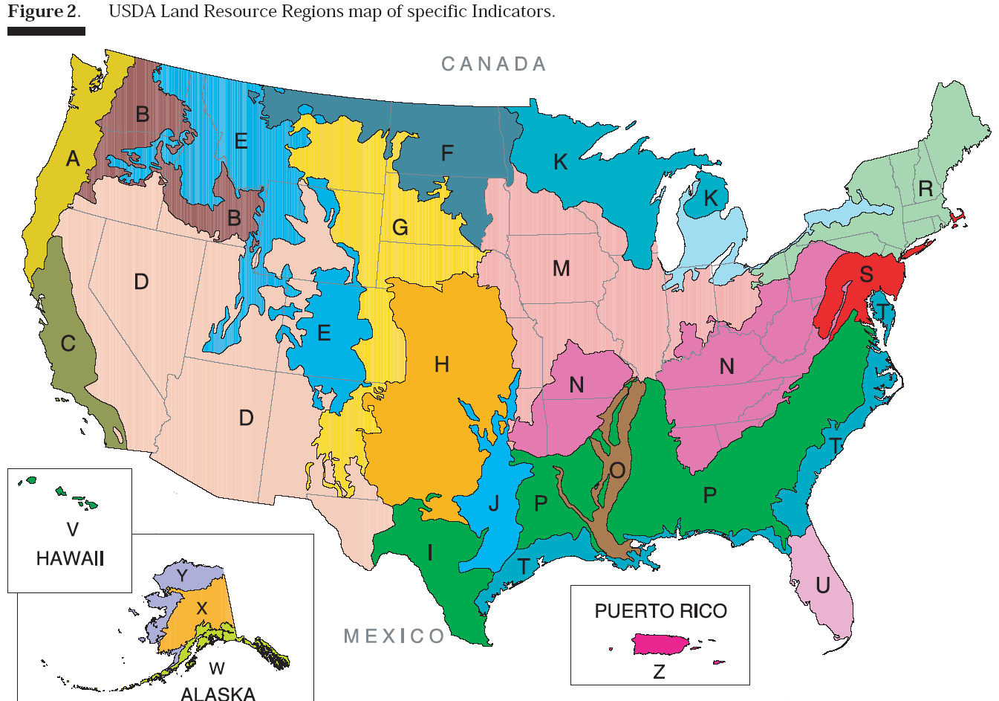 Figure 2. USDA Land Resource Regions map of specific Indicators.
CANADA
B
E
A
F
K
R
K
B
G
M
S
D
T
E
C
H
N
N
D
T
O
P
J
P
V
I
T
HAWAII
Y
U
X
PUERTO RICO
MEXICO
W
Z
ALASKA